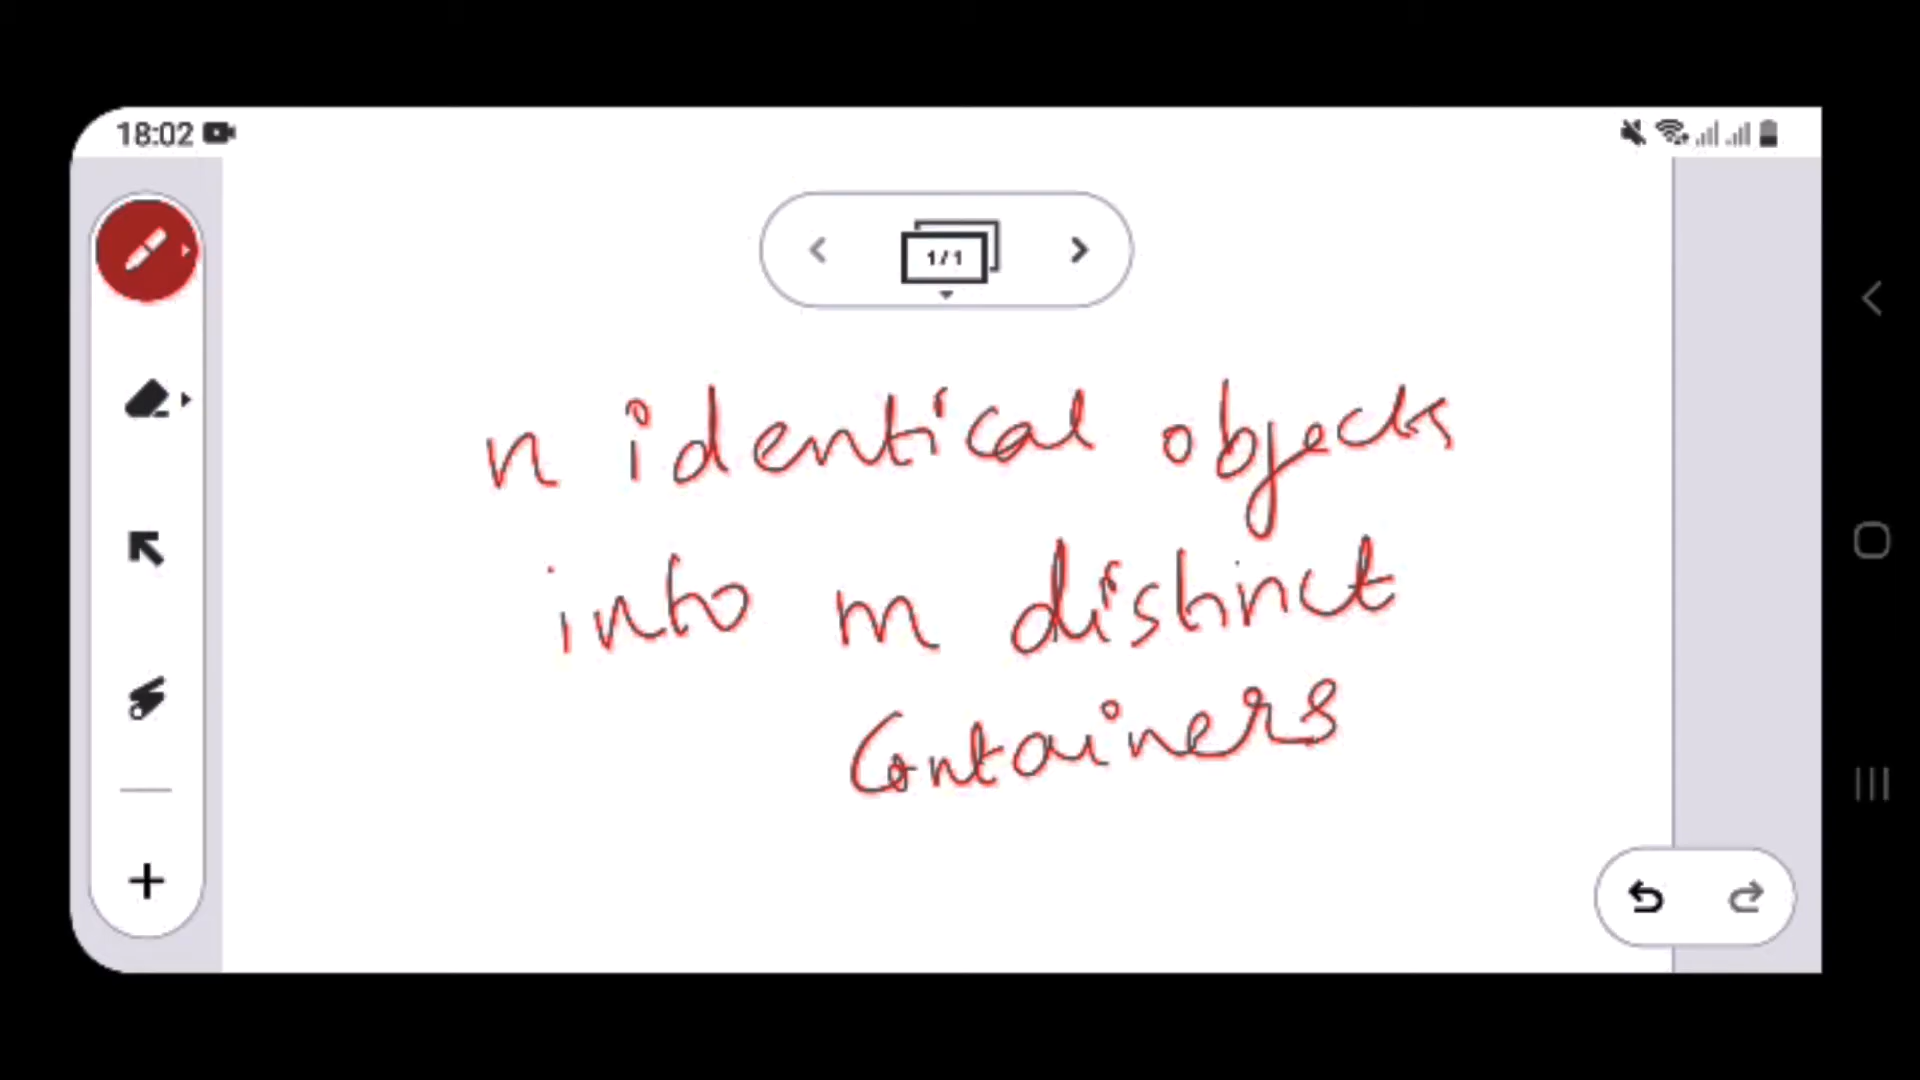 18:02
1/1
n identical objects
into m distinct
Containers